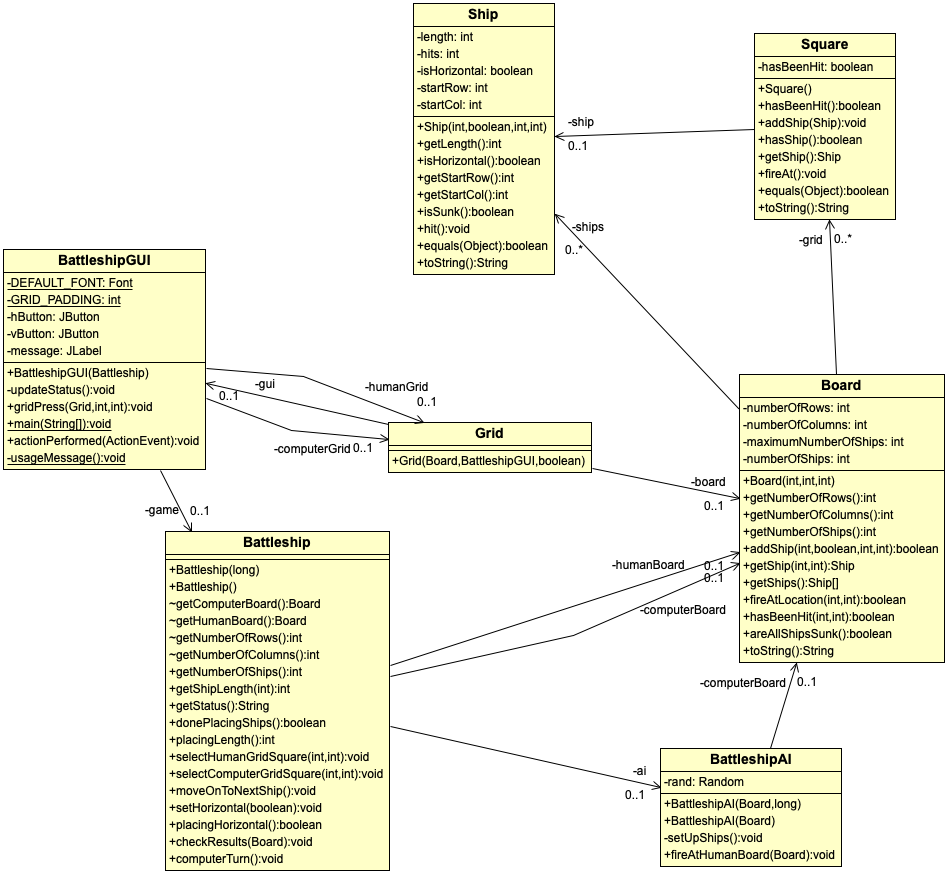 Ship
-length: int
-hits: int
-isHorizontal: boolean
-startRow: int
-startCol: int
+Ship(int,boolean,int,int)
+getLength():int
+isHorizontal():boolean
+getStartRow():int
+getStartCol():int
+isSunk():boolean
+hit():void
+equals(Object):boolean
+toString():String
Square
-hasBeenHit: boolean
+Square()
+hasBeenHit():boolean
+addShip(Ship):void
+hasShip():boolean
+getShip():Ship
+fireAt():void
+equals(Object):boolean
+toString():String
-ship
0..1
-ships
0..*
-grid
0..*
BattleshipGUI
-DEFAULT_FONT: Font
-GRID_PADDING: int
-hButton: JButton
-vButton: JButton
-message: JLabel
+BattleshipGUI(Battleship)
-updateStatus():void
+gridPress(Grid,int,int):void
+main(String[]):void
+actionPerformed(ActionEvent):void
-usageMessage():void
-gui
0..1
-humanGrid
0..1
-computerGrid
0..1
Grid
+Grid(Board,BattleshipGUI,boolean)
-board
0..1
Board
-numberOfRows: int
-numberOfColumns: int
-maximumNumberOfShips: int
-numberOfShips: int
+Board(int,int,int)
+getNumberOfRows():int
+getNumberOfColumns():int
+getNumberOfShips():int
+addShip(int,boolean,int,int):boolean
+getShip(int,int):Ship
+getShips():Ship[]
+fireAtLocation(int,int):boolean
+hasBeenHit(int,int):boolean
+areAllShipsSunk():boolean
+toString():String
-game
0..1
Battleship
+Battleship(long)
+Battleship()
~getComputerBoard():Board
~getHumanBoard():Board
~getNumberOfRows():int
~getNumberOfColumns():int
+getNumberOfShips():int
+getShipLength(int):int
+getStatus():String
+donePlacingShips():boolean
+placingLength():int
+selectHumanGridSquare(int,int):void
+selectComputerGridSquare(int,int):void
+moveOnToNextShip():void
+setHorizontal(boolean):void
+placingHorizontal():boolean
+checkResults(Board):void
+computerTurn():void
-humanBoard
0..1
0..1
-computerBoard
-computerBoard
0..1
-ai
0..1
BattleshipAI
-rand: Random
+BattleshipAI(Board,long)
+BattleshipAI(Board)
-setUpShips():void
+fireAtHumanBoard(Board):void